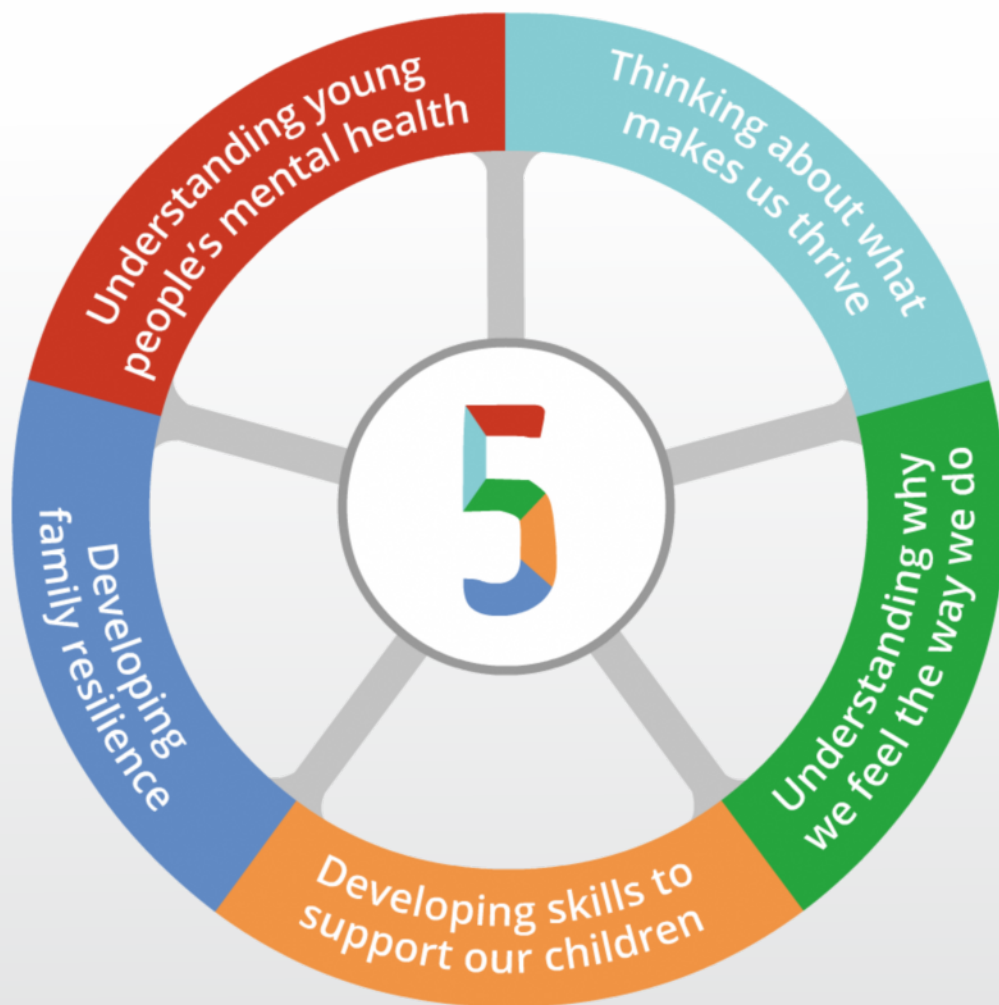 Understanding young
people's mental health
Thinking about what
makes us thrive
Understanding why
we feel the way we do
Developing skills to
support our children
Developing
family resilience
5